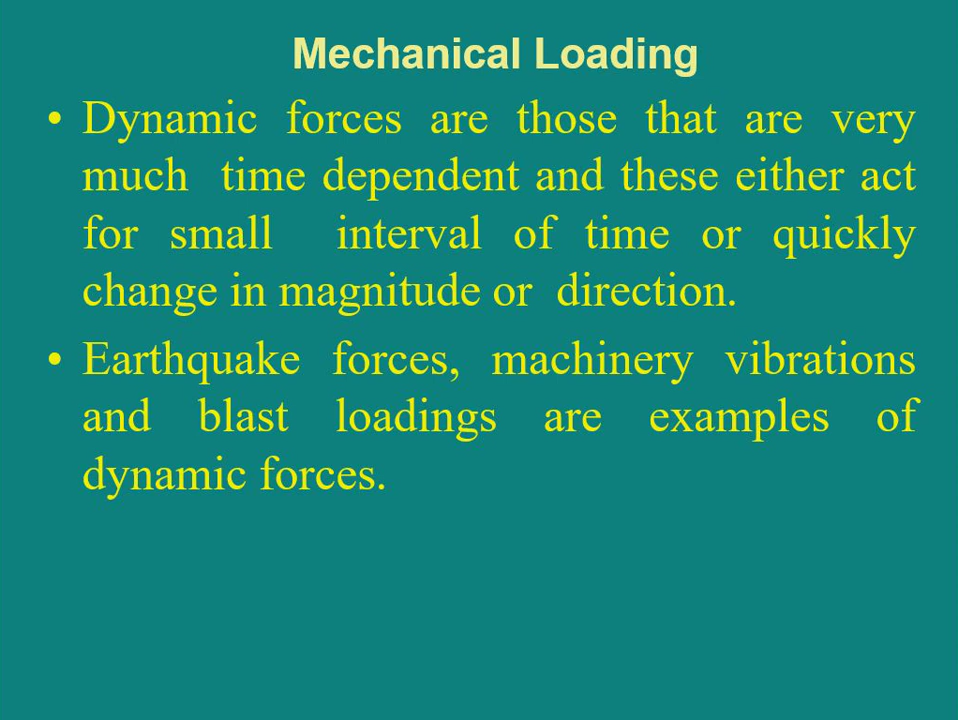 Mechanical Loading
• Dynamic forces are those that are very
much time dependent and these either act
for small interval of time or quickly
change in magnitude or direction.
• Earthquake forces, machinery vibrations
and blast loadings are examples of
dynamic forces.